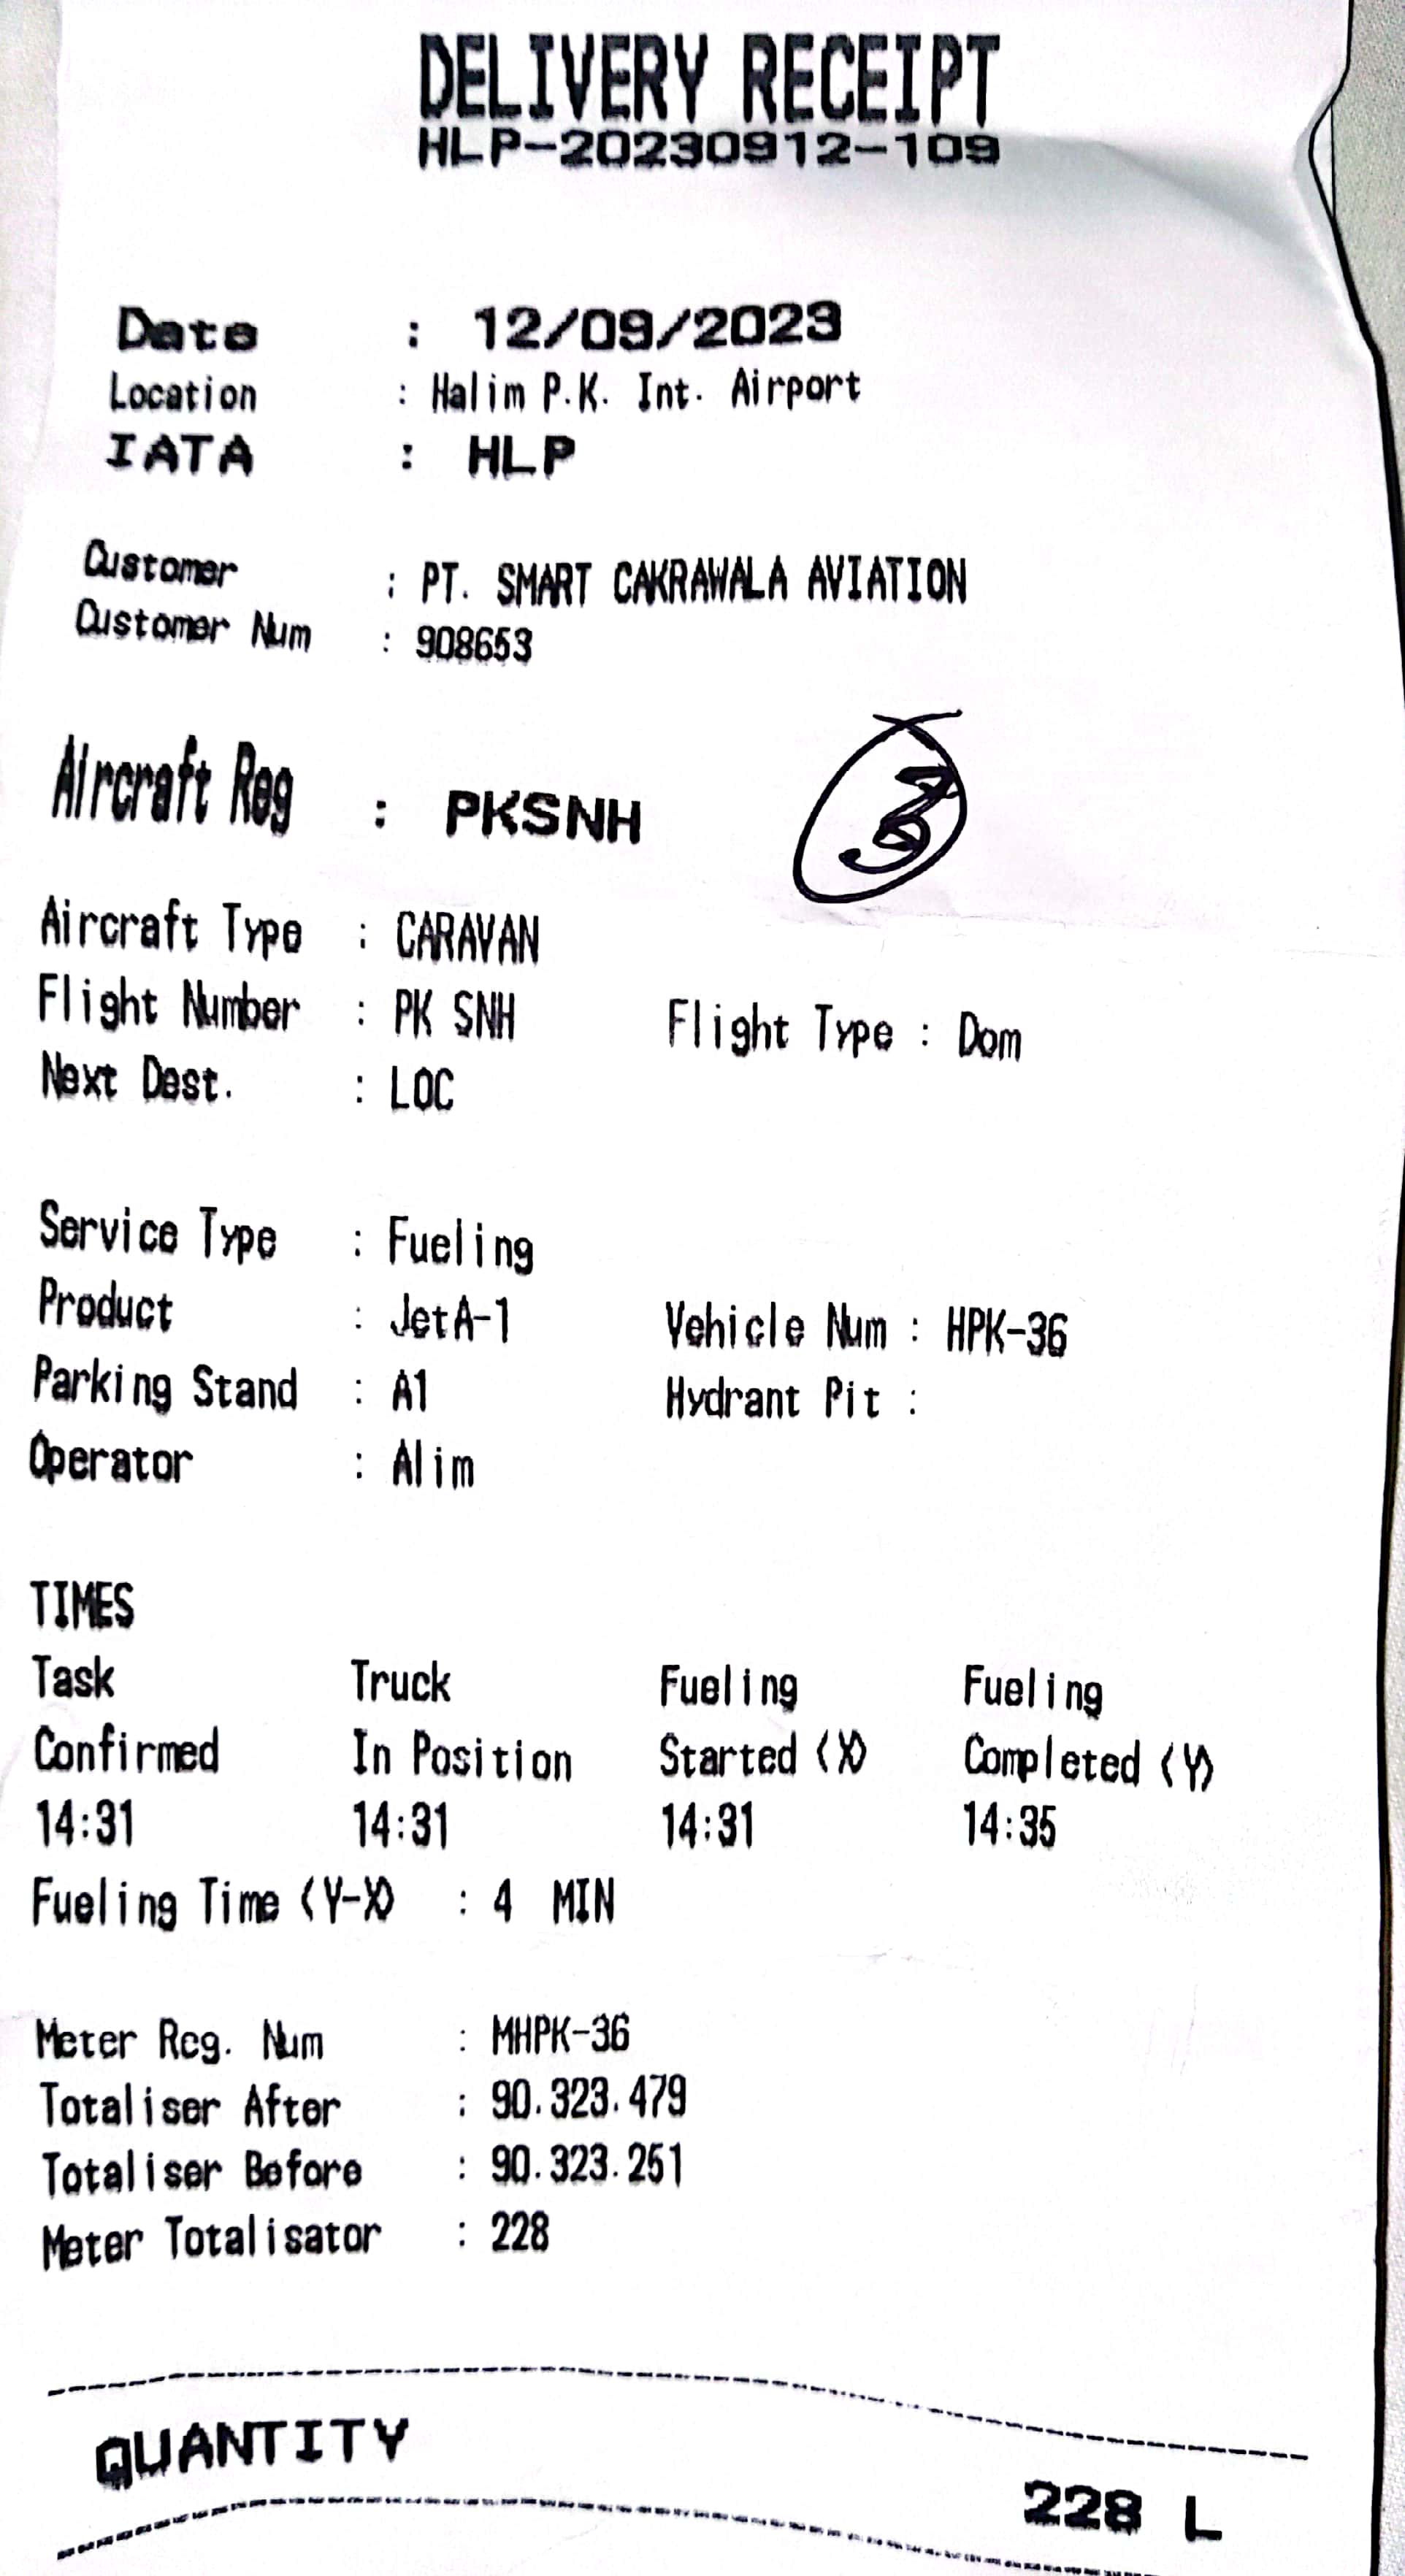 DELIVERY RECEIPT
HLP-20230912-109
Date : 12/09/2023
Location : Halim P.K. Int. Airport
IATA : HLP
Customer : PT. SMART CAKRAWALA AVIATION
Customer Num : 908653
Aircraft Reg : PKSNH
Aircraft Type : CARAVAN
Flight Number : PK SNH Flight Type : Dom
Next Dest. : LOC
Service Type : Fueling
Product : JetA-1 Vehicle Num : HPK-36
Parking Stand : A1 Hydrant Pit :
Operator : Alim
TIMES
Task Truck Fueling Fueling
Confirmed In Position Started (X) Completed (Y)
14:31 14:31 14:31 14:35
Fueling Time (Y-X) : 4 MIN
Meter Reg. Num : MHPK-36
Totaliser After : 90.323.479
Totaliser Before : 90.323.251
Meter Totalisator : 228
QUANTITY 228 L